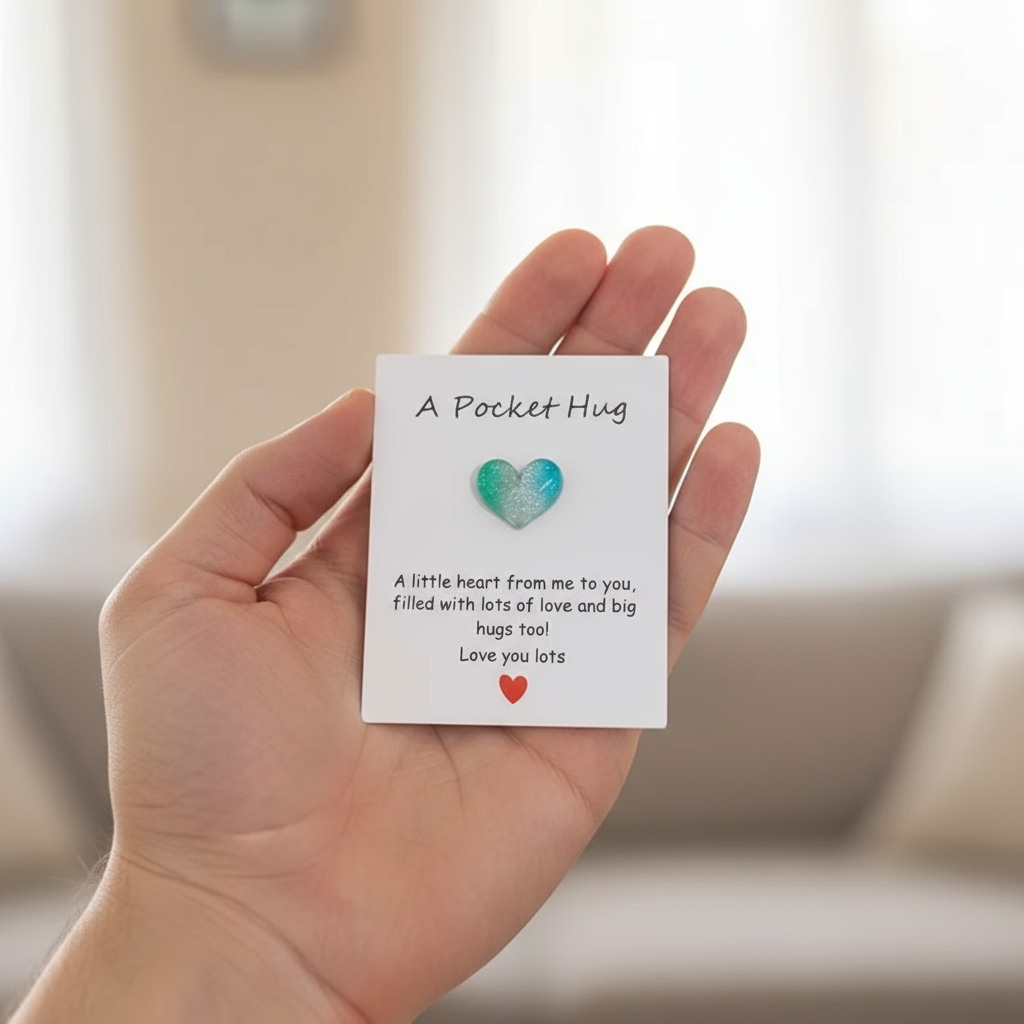 A Pocket Hug
A little heart from me to you,
filled with lots of love and big
hugs too!
Love you lots